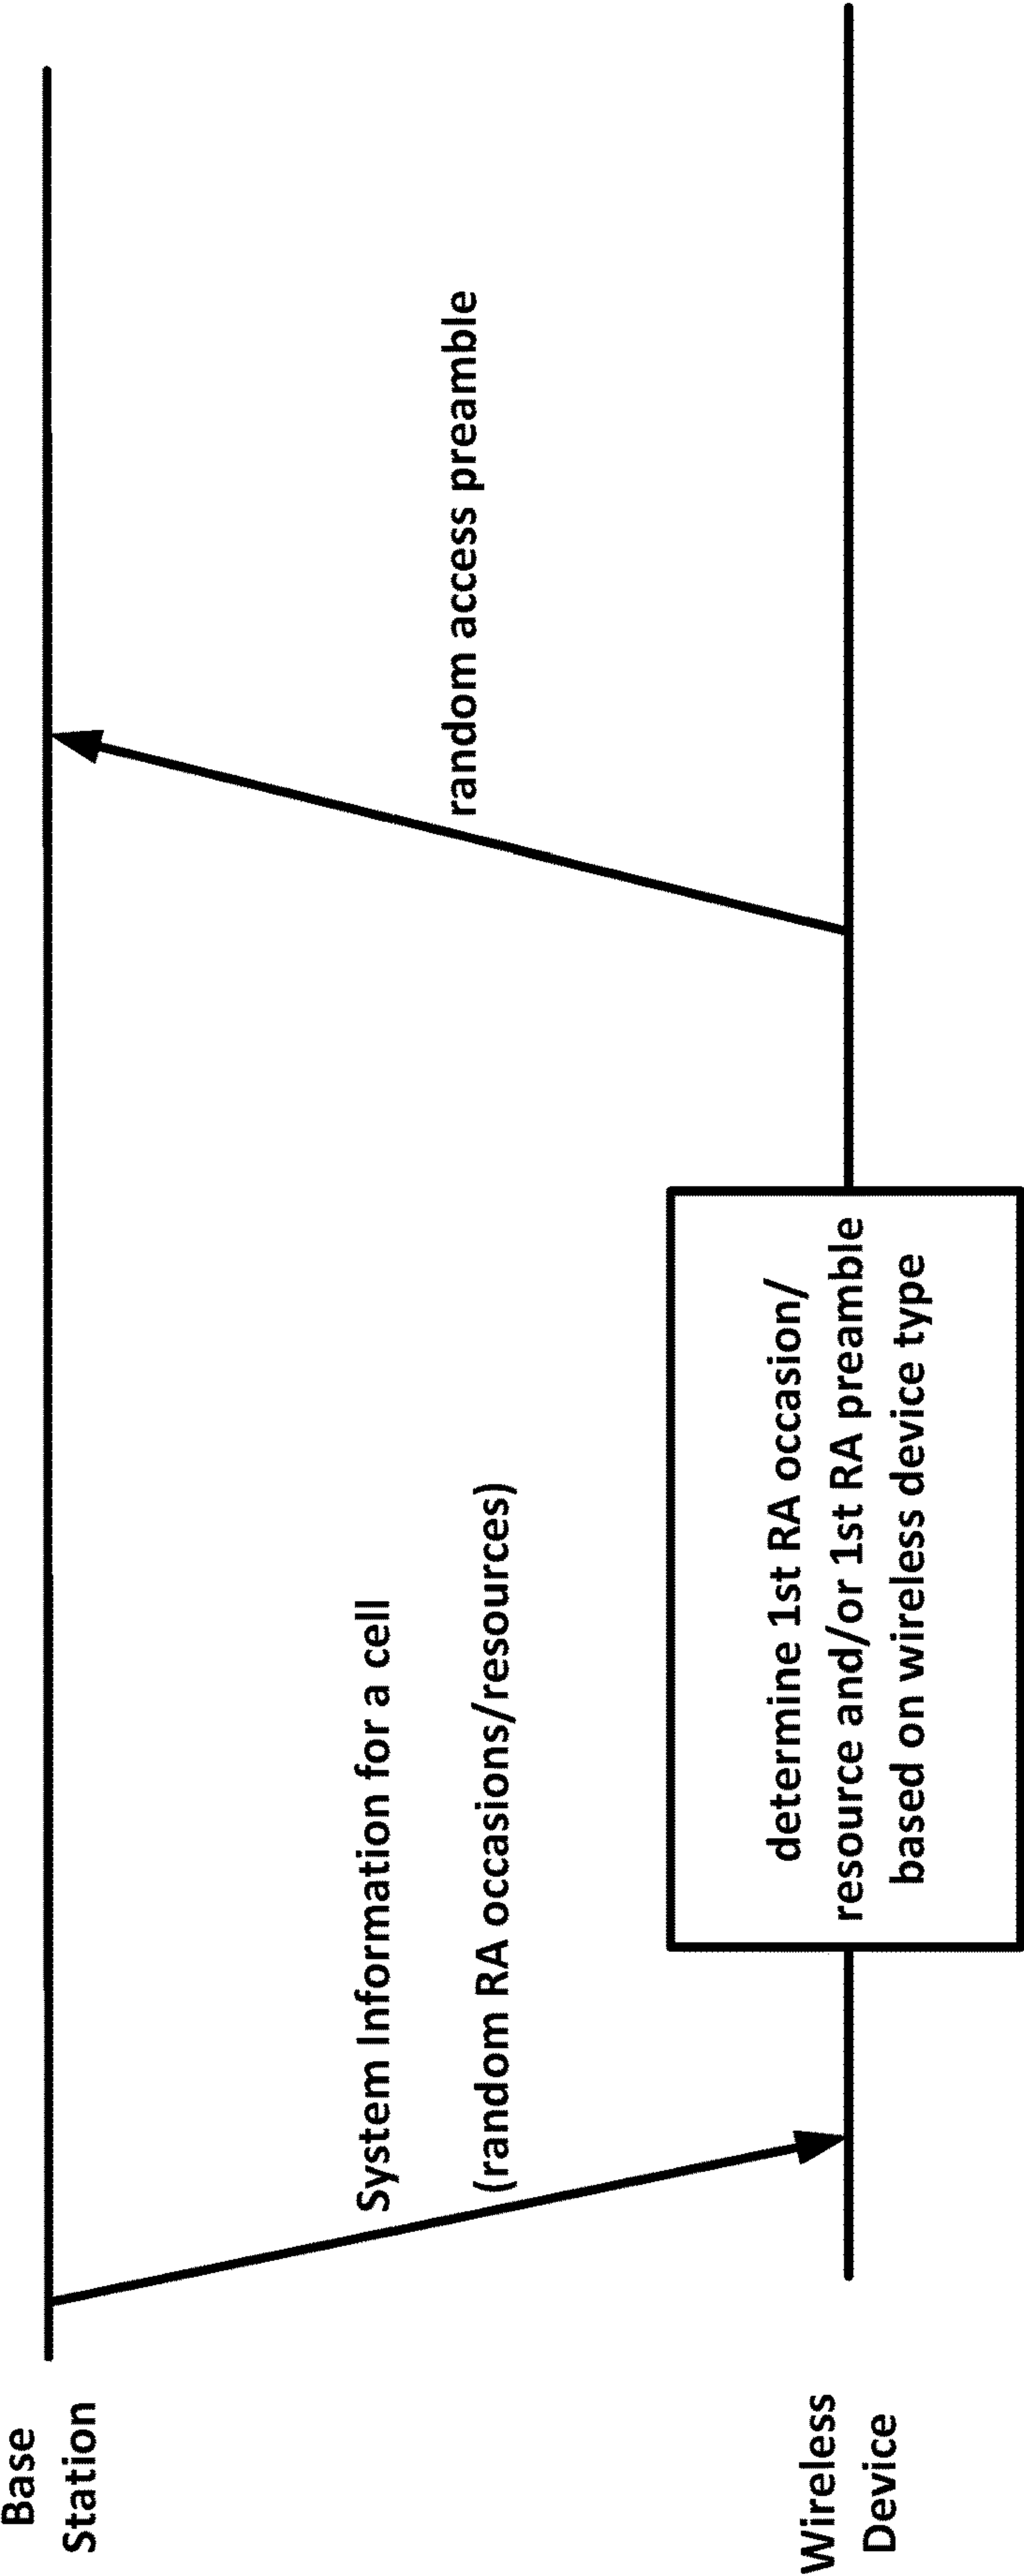 Base
Station
System Information for a cell
(random RA occasions/resources)
random access preamble
determine 1st RA occasion/
resource and/or 1st RA preamble
based on wireless device type
Wireless
Device